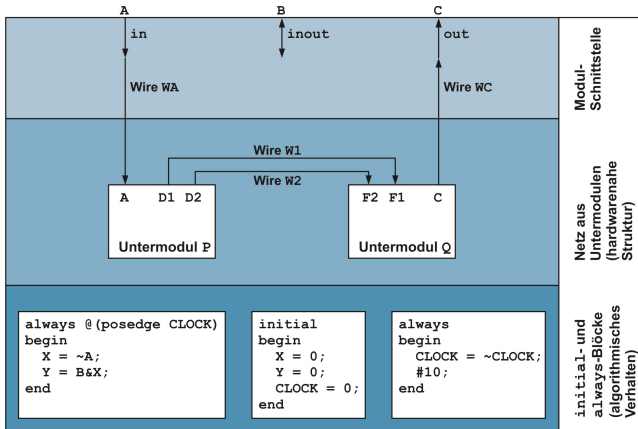 A B C
in inout out
Modul-
Schnittstelle
Wire WA Wire WC
Wire W1
Wire W2
A D1 D2 F2 F1 C
Untermodul P Untermodul Q
Netz aus
Untermodulen
(hardwarenahe
Struktur)
always @(posedge CLOCK)
begin
X = ~A;
Y = B&X;
end
initial
begin
X = 0;
Y = 0;
CLOCK = 0;
end
always
begin
CLOCK = ~CLOCK;
#10;
end
initial- und
always-Blöcke
(algorithmisches
Verhalten)